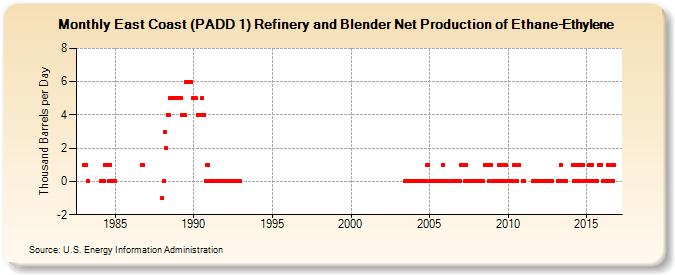 Monthly East Coast (PADD 1) Refinery and Blender Net Production of Ethane-Ethylene
Thousand Barrels per Day
8
6
4
2
0
-2
1985 1990 1995 2000 2005 2010 2015
Source: U.S. Energy Information Administration